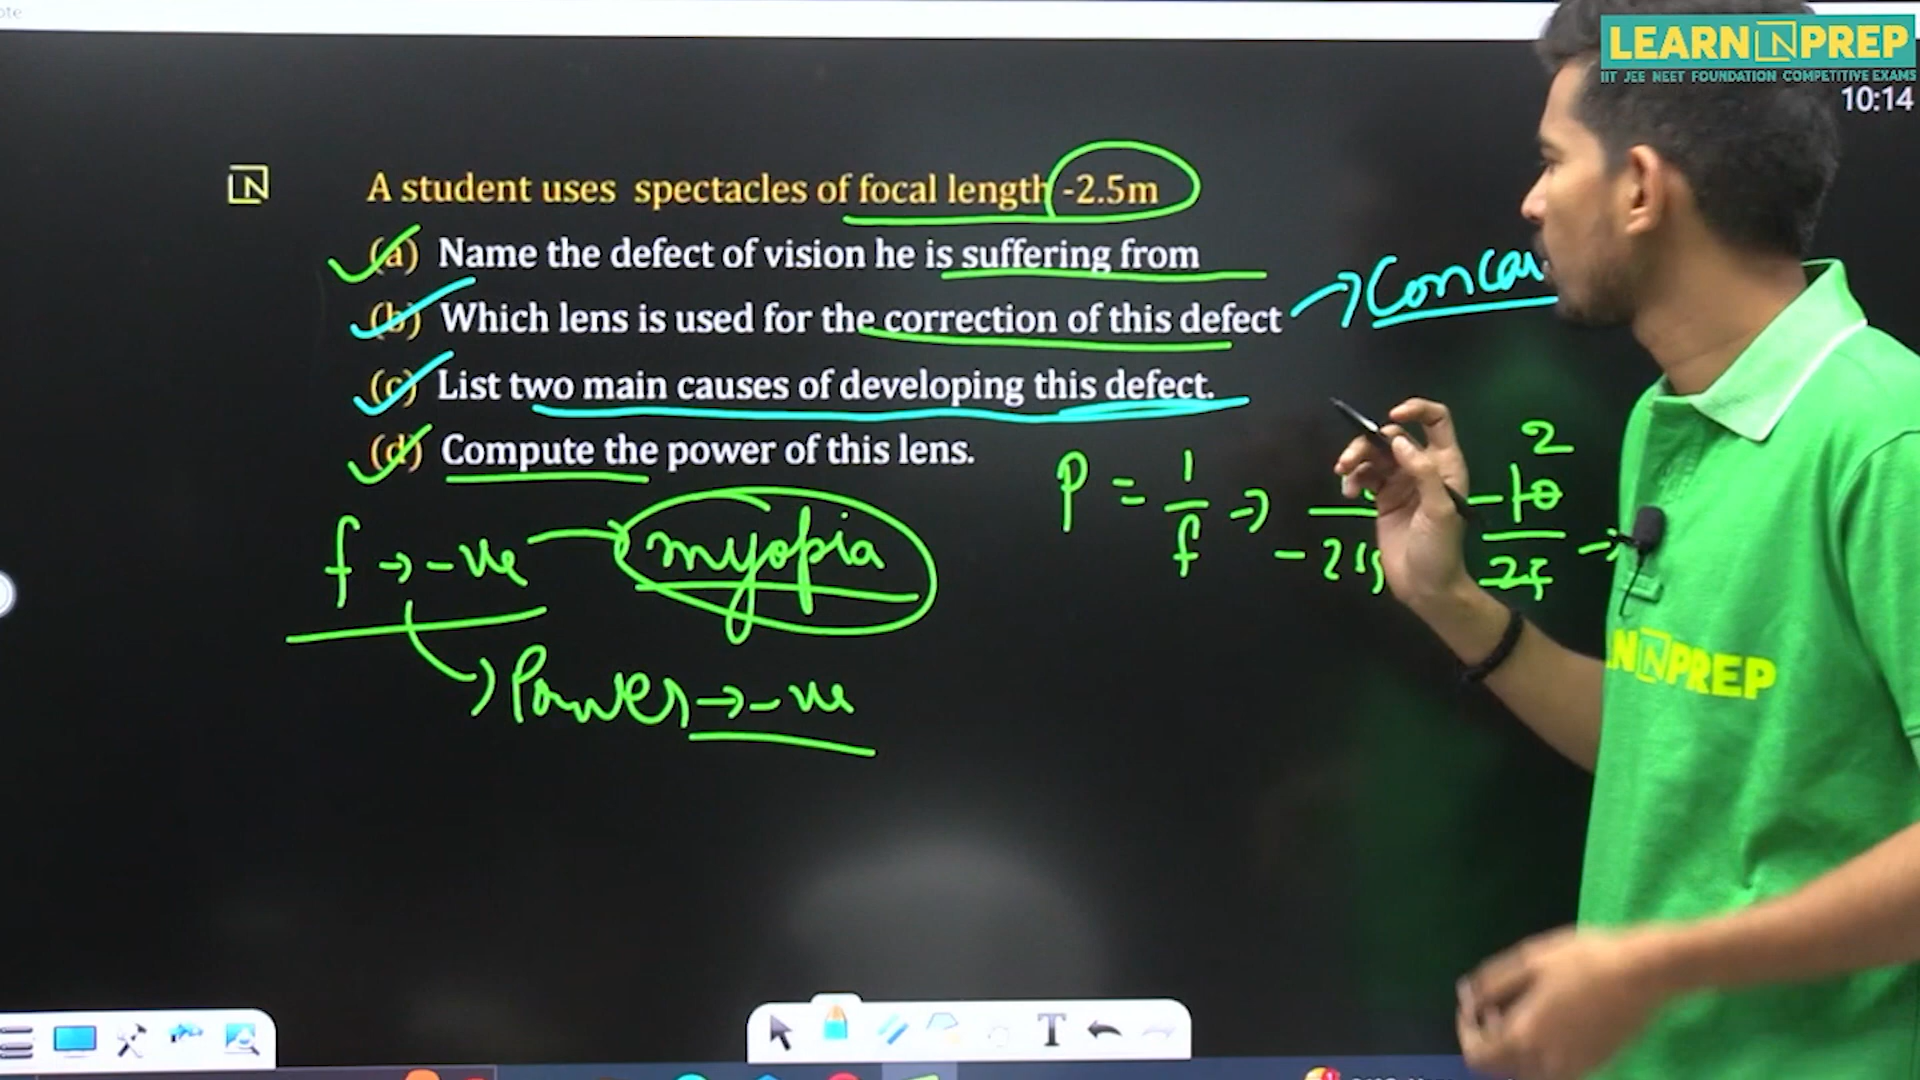 LEARN N PREP
IIT JEE NEET FOUNDATION COMPETITIVE EXAMS
10:14
A student uses spectacles of focal length -2.5m
(a) Name the defect of vision he is suffering from
(b) Which lens is used for the correction of this defect → Conca
(c) List two main causes of developing this defect.
(d) Compute the power of this lens.
P = 1/f ⇒
-10
2
25
f → -ve
myopia
Power → -ve
N PREP
T